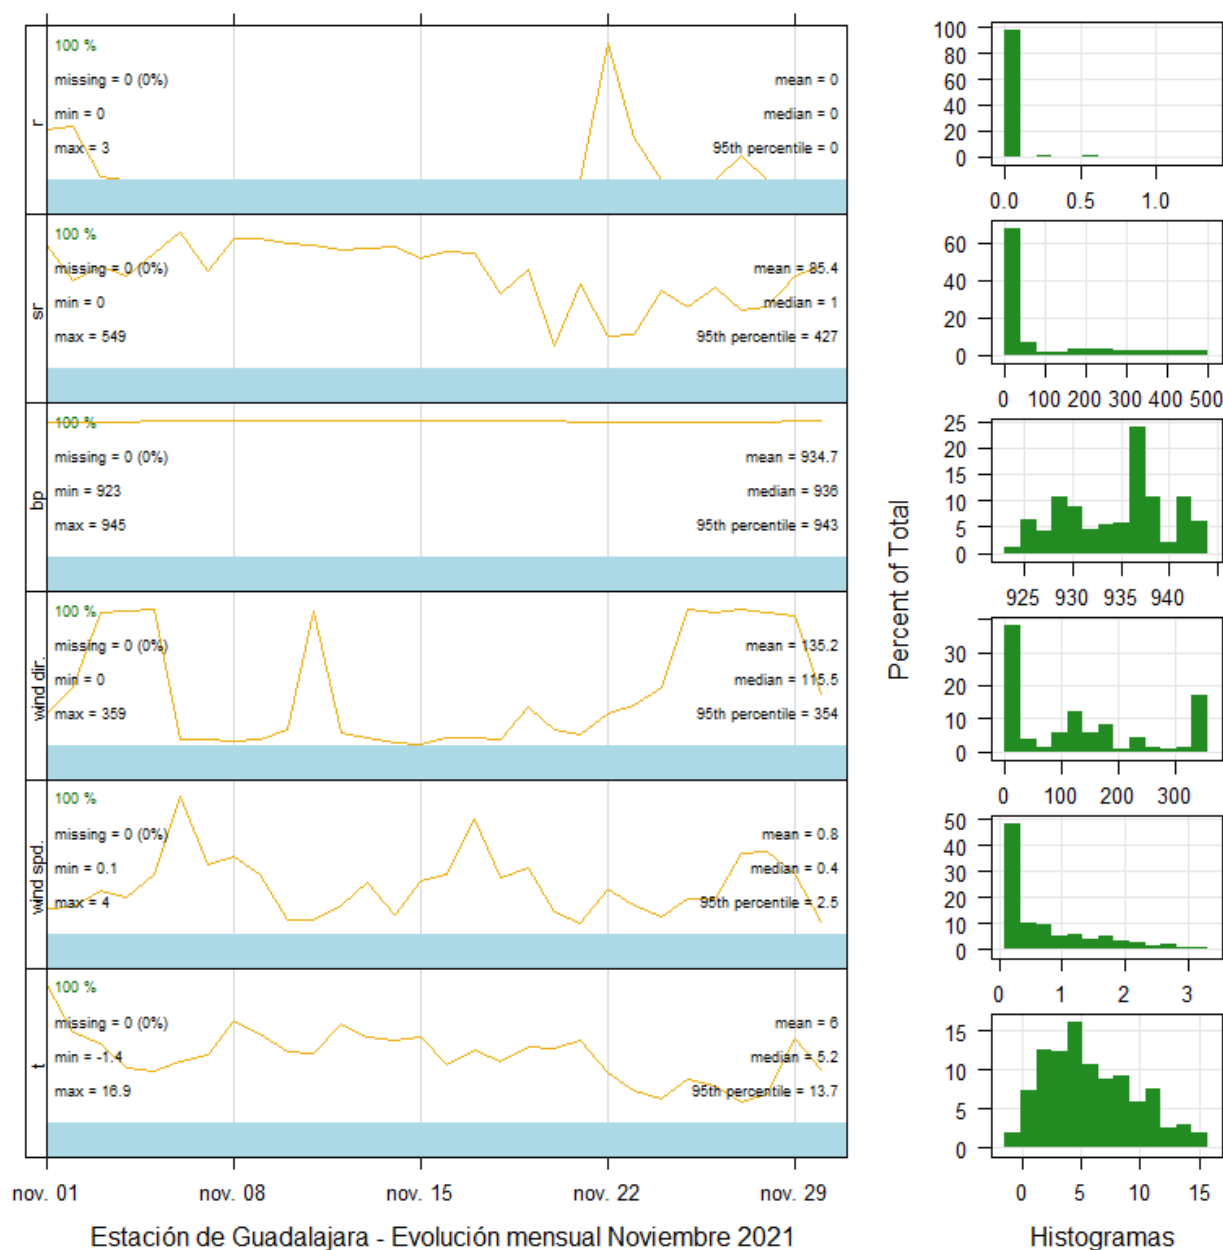 r
100 %
missing = 0 (0%)
min = 0
max = 3
mean = 0
median = 0
95th percentile = 0
sr
100 %
missing = 0 (0%)
min = 0
max = 549
mean = 85.4
median = 1
95th percentile = 427
bp
100 %
missing = 0 (0%)
min = 923
max = 945
mean = 934.7
median = 936
95th percentile = 943
wind dir.
100 %
missing = 0 (0%)
min = 0
max = 359
mean = 135.2
median = 115.5
95th percentile = 354
wind spd.
100 %
missing = 0 (0%)
min = 0.1
max = 4
mean = 0.8
median = 0.4
95th percentile = 2.5
t
100 %
missing = 0 (0%)
min = -1.4
max = 16.9
mean = 6
median = 5.2
95th percentile = 13.7
nov. 01 nov. 08 nov. 15 nov. 22 nov. 29
Estación de Guadalajara - Evolución mensual Noviembre 2021
Percent of Total
100
80
60
40
20
0
0.0 0.5 1.0
60
40
20
0
0 100 200 300 400 500
25
20
15
10
5
0
925 930 935 940
30
20
10
0
0 100 200 300
50
40
30
20
10
0
0 1 2 3
15
10
5
0
0 5 10 15
Histogramas